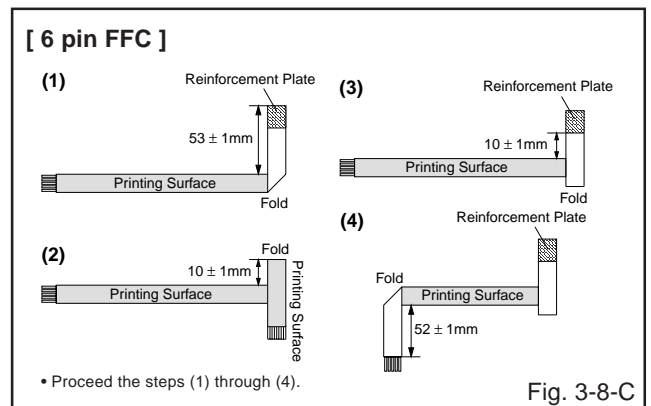 [ 6 pin FFC ]
(1)
Reinforcement Plate
53 ± 1mm
Printing Surface
Fold
(2)
Fold
10 ± 1mm
Printing Surface
Printing Surface
(3)
Reinforcement Plate
10 ± 1mm
Printing Surface
Fold
(4)
Reinforcement Plate
Fold
Printing Surface
52 ± 1mm
• Proceed the steps (1) through (4).
Fig. 3-8-C